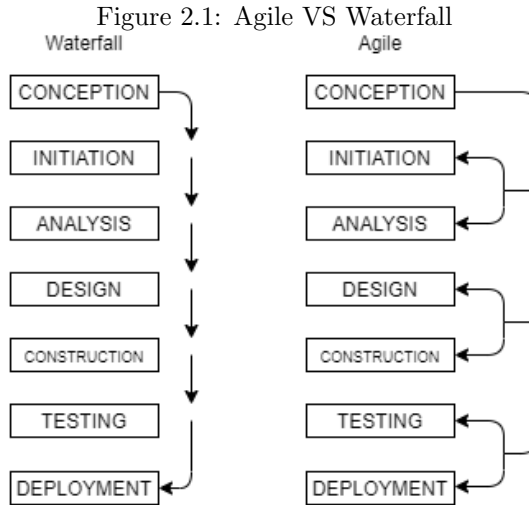 Figure 2.1: Agile VS Waterfall
Waterfall
CONCEPTION
INITIATION
ANALYSIS
DESIGN
CONSTRUCTION
TESTING
DEPLOYMENT
Agile
CONCEPTION
INITIATION
ANALYSIS
DESIGN
CONSTRUCTION
TESTING
DEPLOYMENT